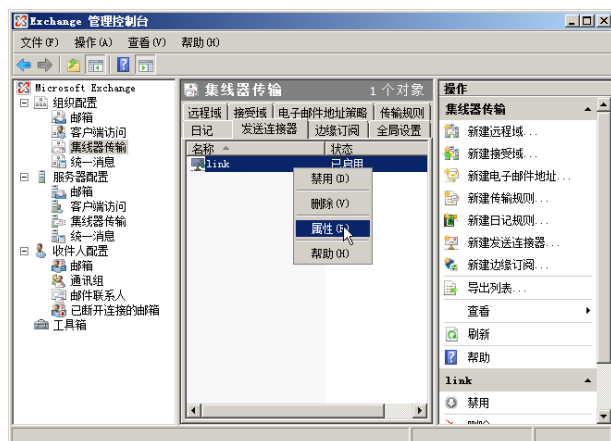 Exchange 管理控制台
文件(F) 操作(A) 查看(V) 帮助(H)
Microsoft Exchange
组织配置
邮箱
客户端访问
集线器传输
统一消息
服务器配置
邮箱
客户端访问
集线器传输
统一消息
收件人配置
邮箱
通讯组
邮件联系人
已断开连接的邮箱
工具箱
集线器传输 1 个对象
远程域 接受域 电子邮件地址策略 传输规则
日记 发送连接器 边缘订阅 全局设置
名称 状态
link 已启用
禁用(D)
删除(V)
属性(R)
帮助(H)
操作
集线器传输
新建远程域...
新建接受域...
新建电子邮件地址...
新建传输规则...
新建日记规则...
新建发送连接器...
新建边缘订阅...
导出列表...
查看
刷新
帮助
link
禁用